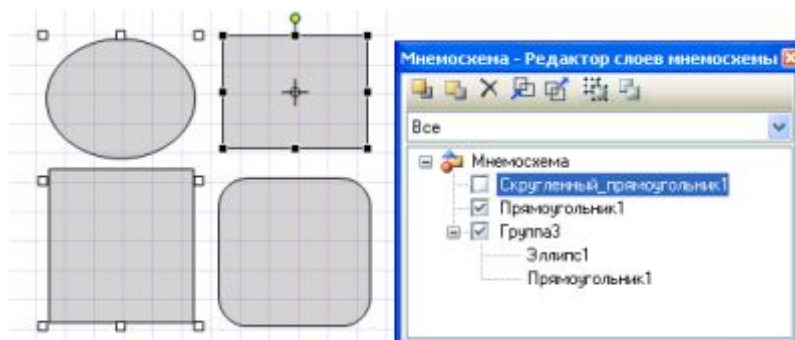 Мнемосхема - Редактор слоев мнемосхемы
Все
Мнемосхема
Скругленный_прямоугольник1
Прямоугольник1
Группа3
Эллипс1
Прямоугольник1